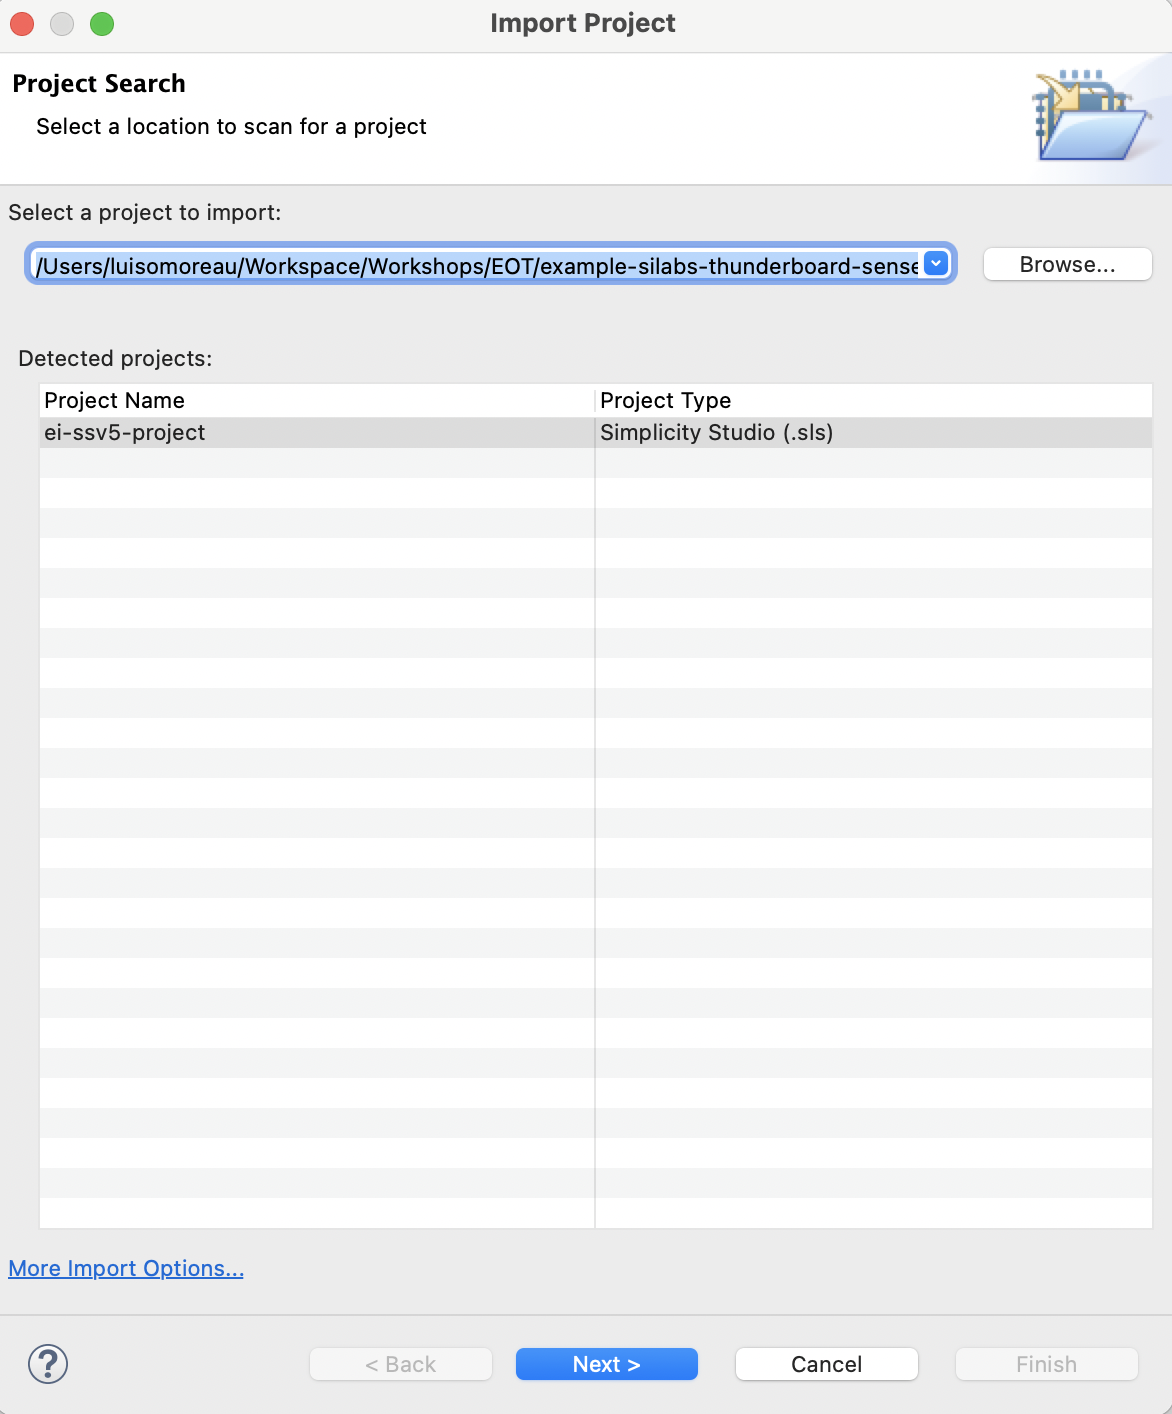 Import Project
Project Search
Select a location to scan for a project
Select a project to import:
/Users/luisomoreau/Workspace/Workshops/EOT/example-silabs-thunderboard-sense
Browse...
Detected projects:
Project Name Project Type
ei-ssv5-project Simplicity Studio (.sls)
More Import Options...
? < Back Next > Cancel Finish